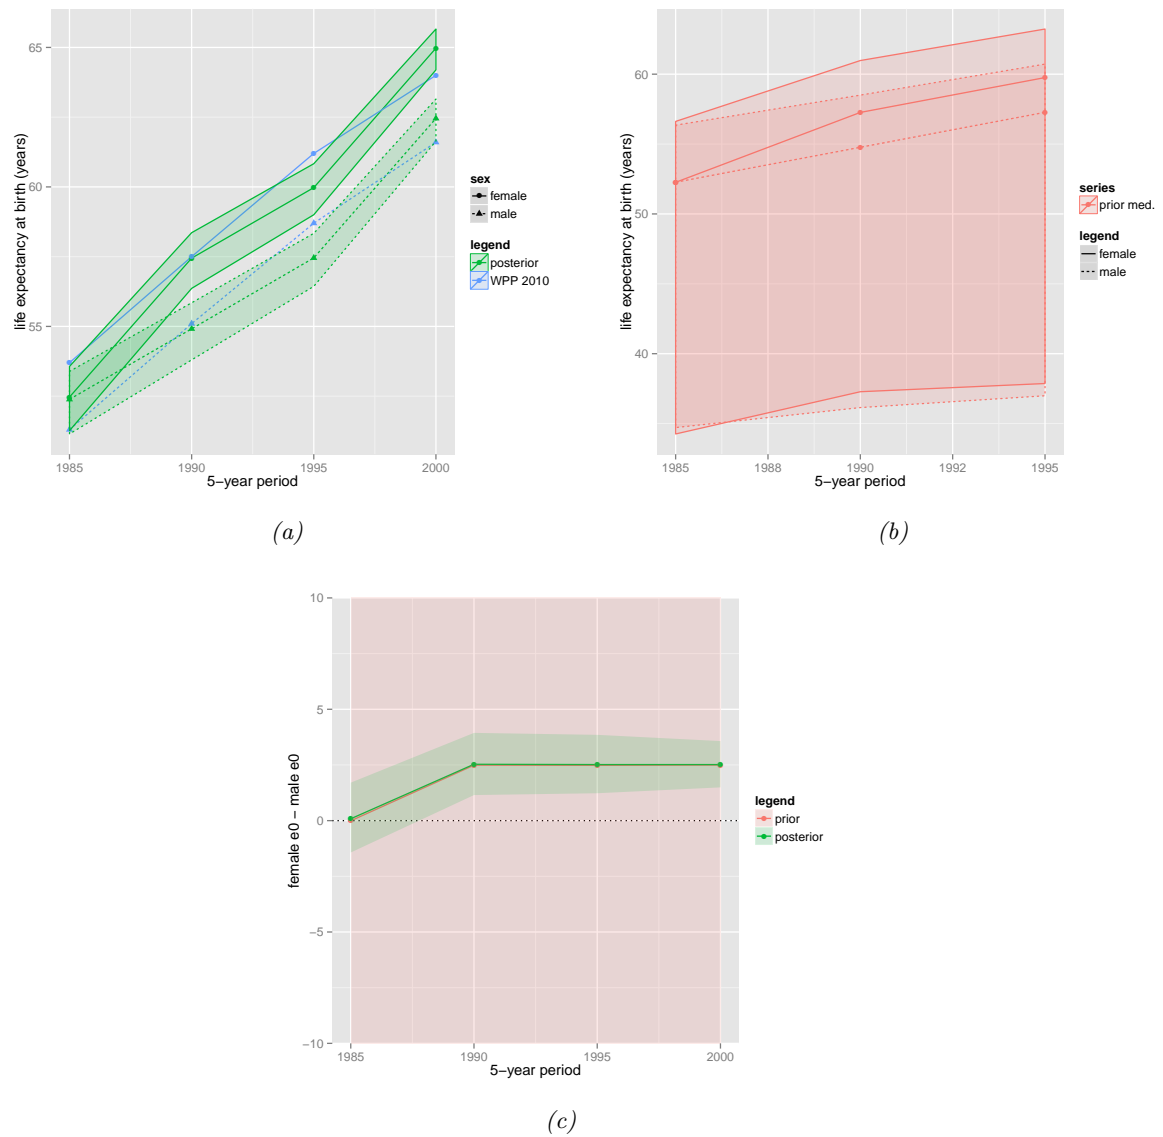 65
60
55
1985
1990
1995
2000
5−year period
life expectancy at birth (years)
sex
female
male
legend
posterior
WPP 2010
(a)
60
50
40
1985
1988
1990
1992
1995
5−year period
life expectancy at birth (years)
series
prior med.
legend
female
male
(b)
10
5
0
−5
−10
1985
1990
1995
2000
5−year period
female e0 − male e0
legend
prior
posterior
(c)